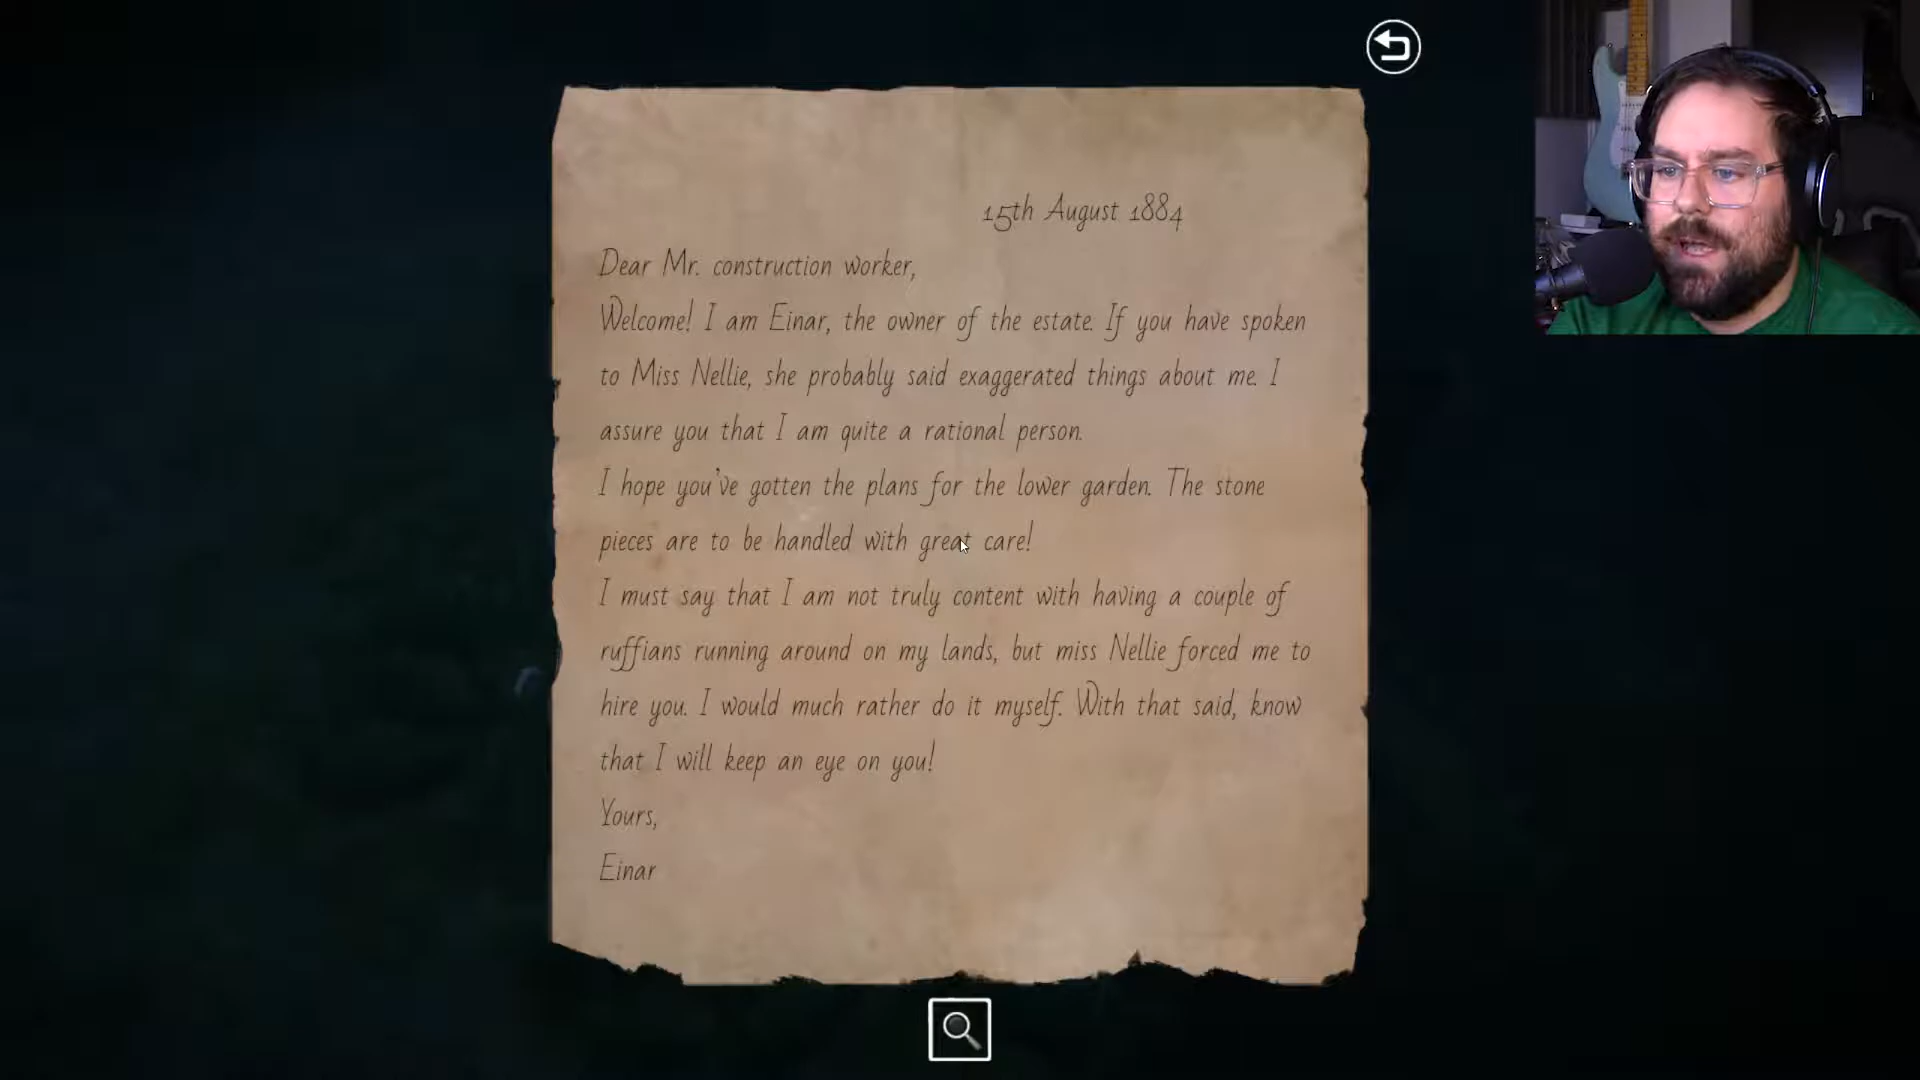 15th August 1884
Dear Mr. construction worker,
Welcome! I am Einar, the owner of the estate. If you have spoken
to Miss Nellie, she probably said exaggerated things about me. I
assure you that I am quite a rational person.
I hope you've gotten the plans for the lower garden. The stone
pieces are to be handled with great care!
I must say that I am not truly content with having a couple of
ruffians running around on my lands, but miss Nellie forced me to
hire you. I would much rather do it myself. With that said, know
that I will keep an eye on you!
Yours,
Einar